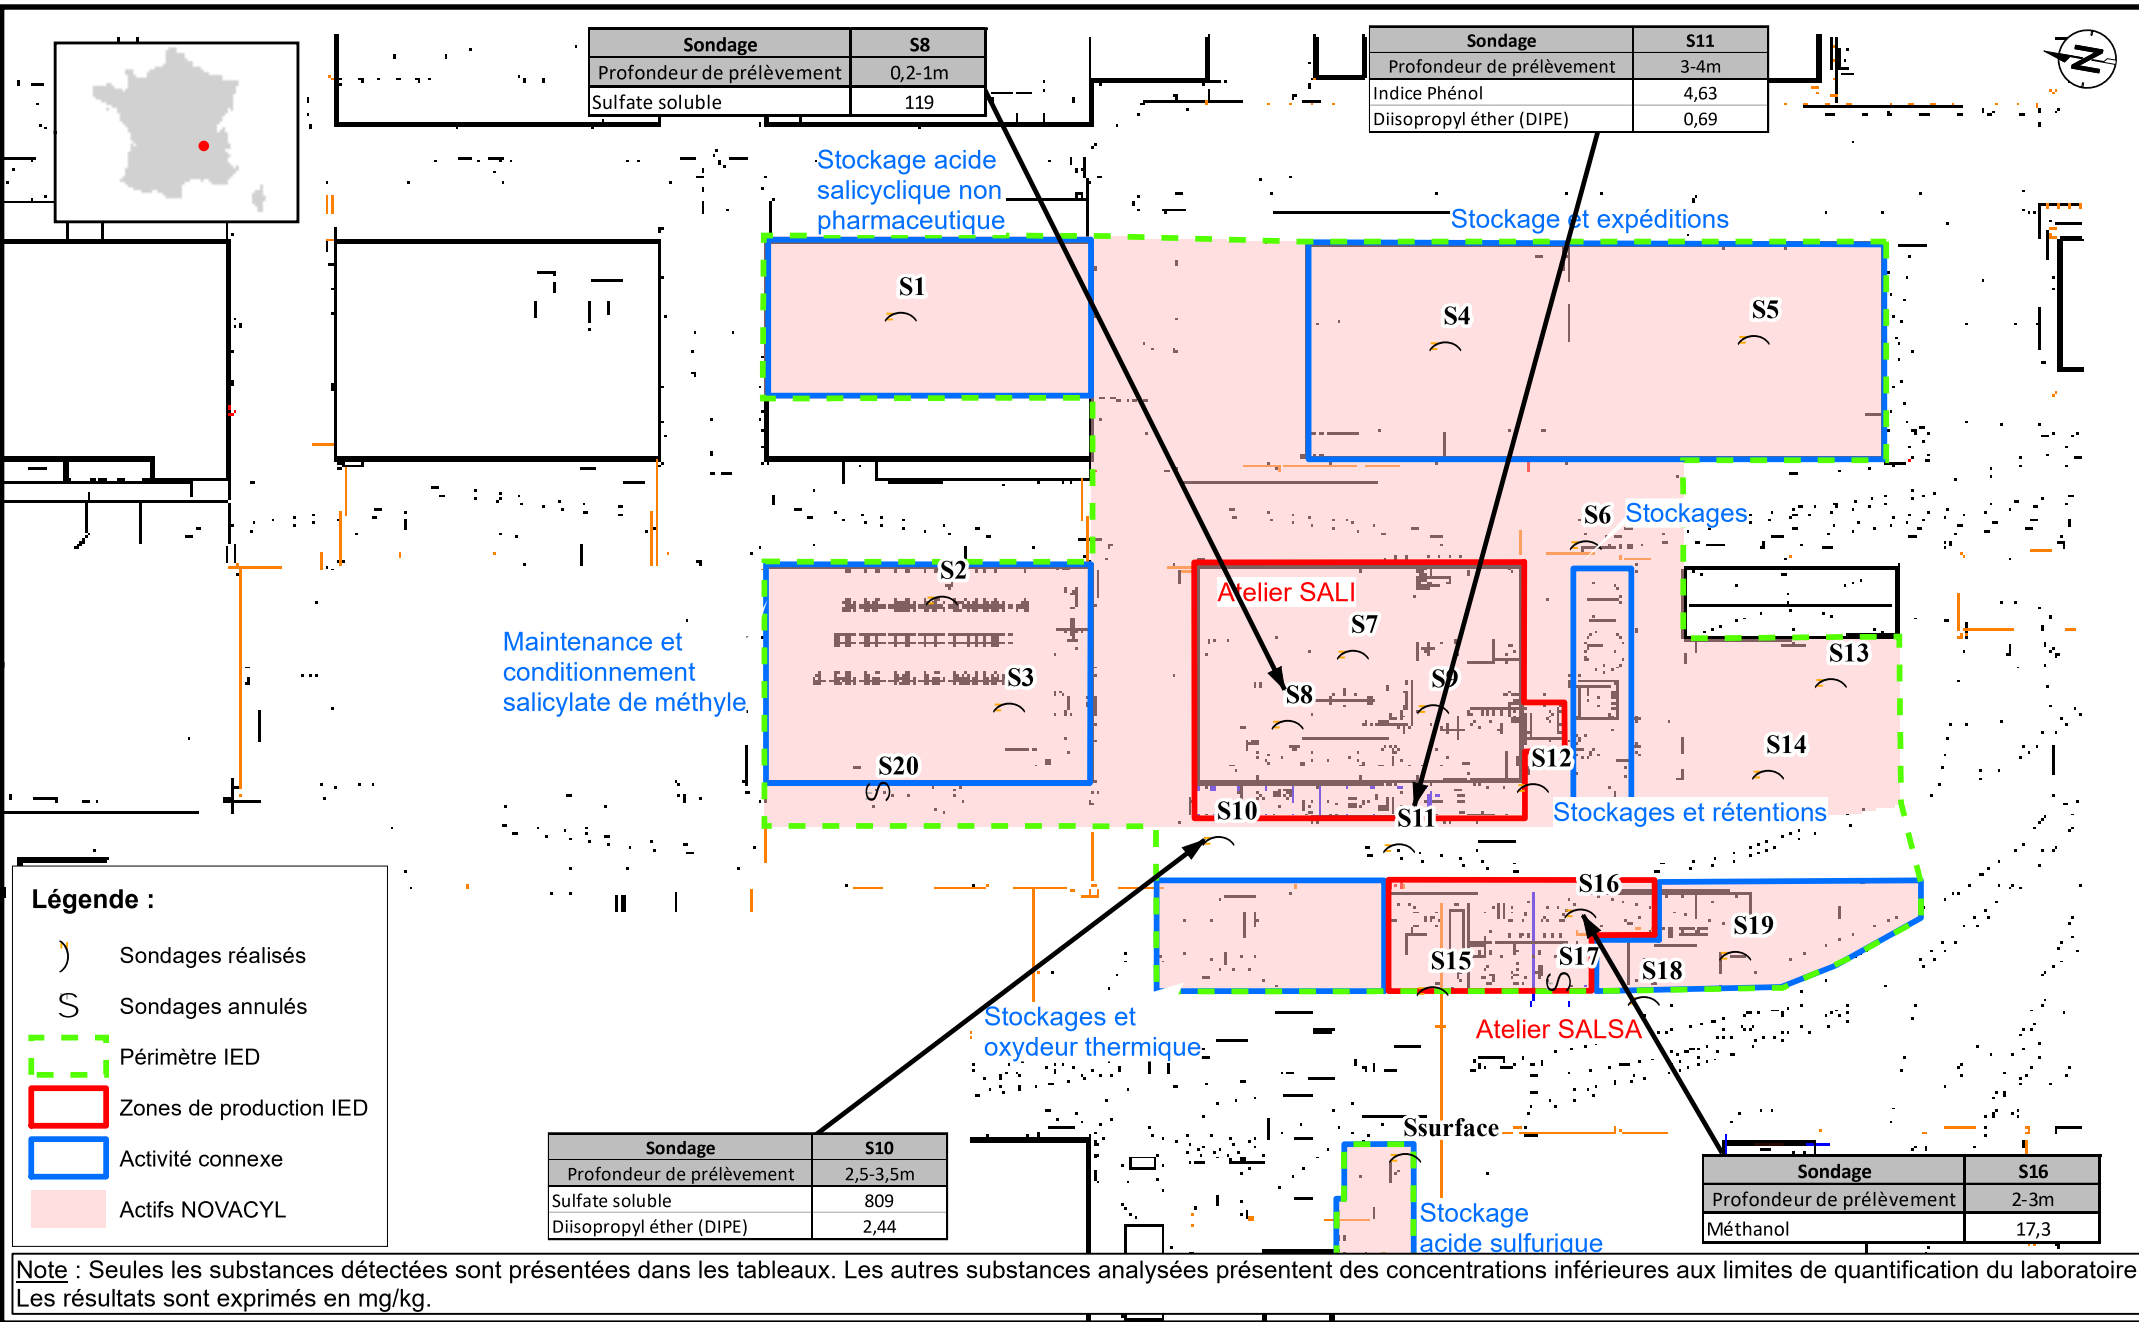 Sondage S8
Profondeur de prélèvement 0,2-1m
Sulfate soluble 119
Sondage S11
Profondeur de prélèvement 3-4m
Indice Phénol 4,63
Diisopropyl éther (DIPE) 0,69
N
Stockage acide
salicyclique non
pharmaceutique
Stockage et expéditions
S1
S4
S5
S6
Stockages
S2
Atelier SALI
S7
Maintenance et
conditionnement
salicylate de méthyle
S3
S8
S9
S13
S20
S12
S14
S10
S11
Stockages et rétentions
S16
S15
S17
S18
S19
Stockages et
oxydeur thermique
Atelier SALSA
Ssurface
Stockage
acide sulfurique
Légende :
Sondages réalisés
S Sondages annulés
Périmètre IED
Zones de production IED
Activité connexe
Actifs NOVACYL
Sondage S10
Profondeur de prélèvement 2,5-3,5m
Sulfate soluble 809
Diisopropyl éther (DIPE) 2,44
Sondage S16
Profondeur de prélèvement 2-3m
Méthanol 17,3
Note : Seules les substances détectées sont présentées dans les tableaux. Les autres substances analysées présentent des concentrations inférieures aux limites de quantification du laboratoire
Les résultats sont exprimés en mg/kg.